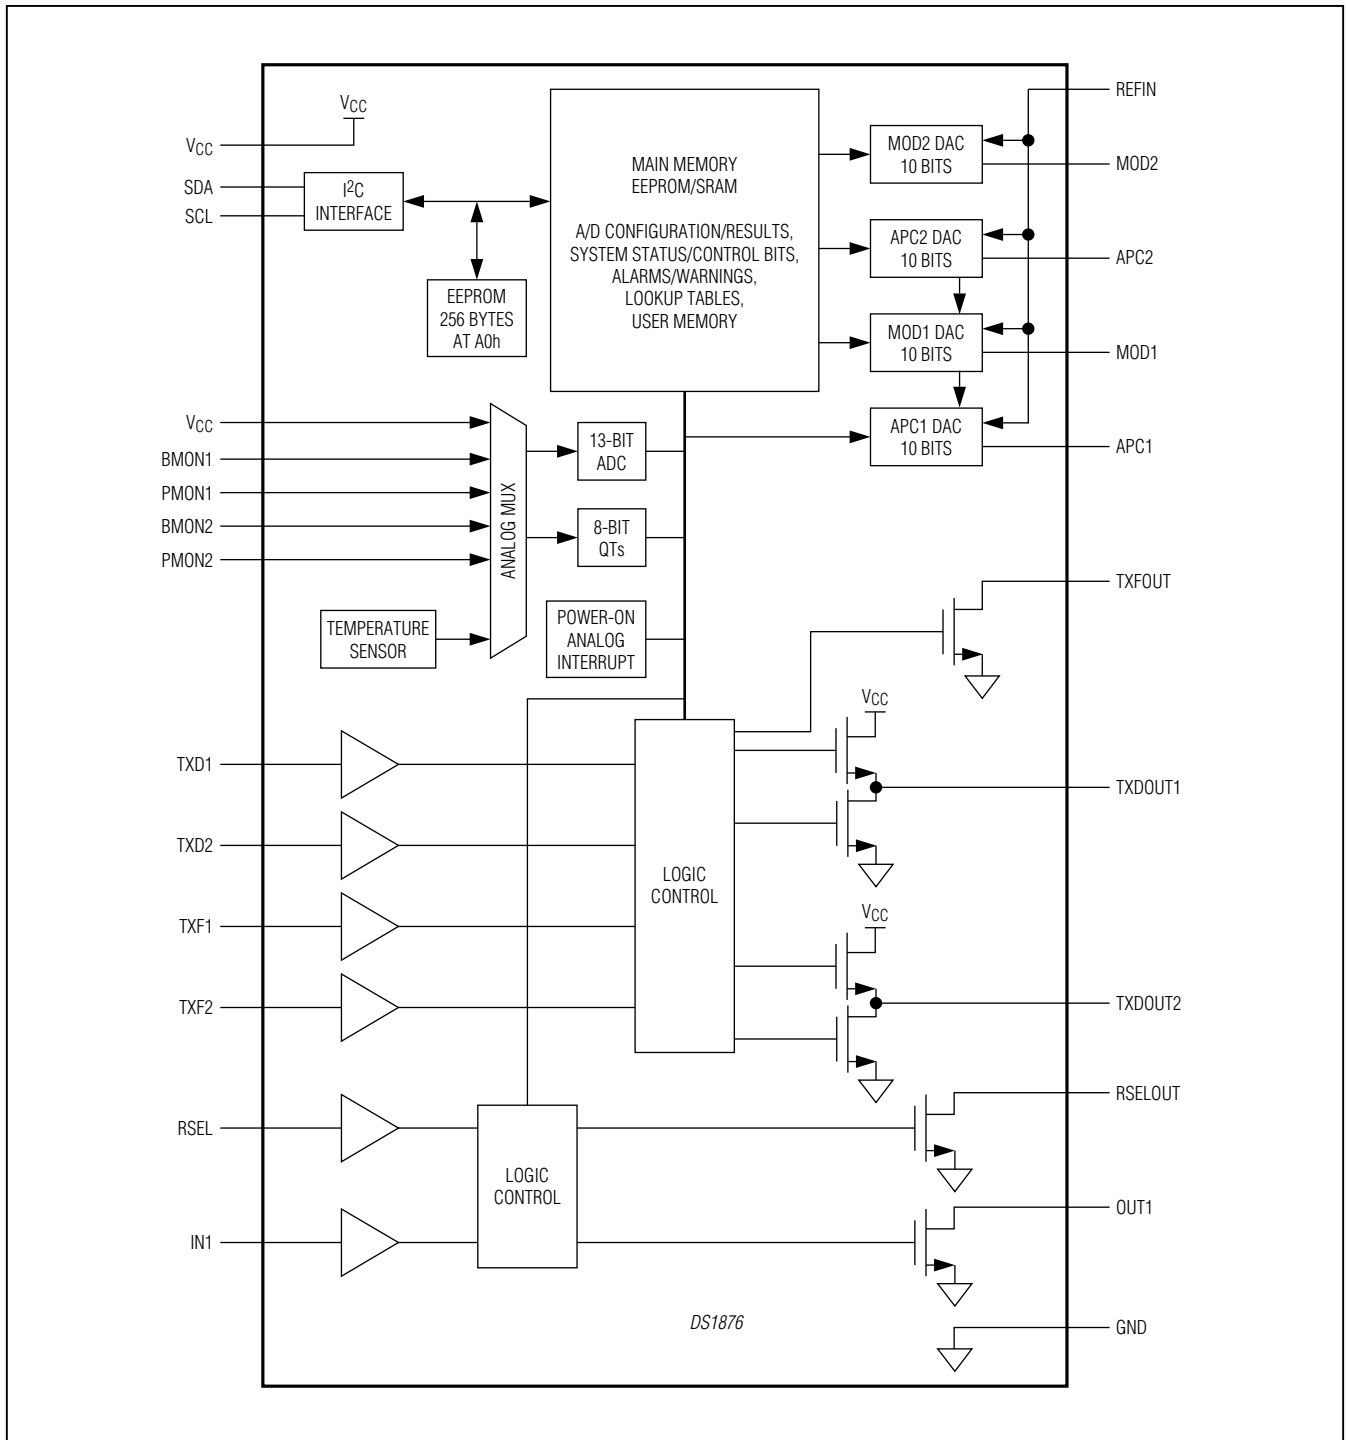 REFIN
VCC
VCC
MOD2 DAC
10 BITS
MOD2
MAIN MEMORY
EEPROM/SRAM
A/D CONFIGURATION/RESULTS,
SYSTEM STATUS/CONTROL BITS,
ALARMS/WARNINGS,
LOOKUP TABLES,
USER MEMORY
SDA
SCL
I2C
INTERFACE
APC2 DAC
10 BITS
APC2
EEPROM
256 BYTES
AT A0h
MOD1 DAC
10 BITS
MOD1
VCC
BMON1
PMON1
BMON2
PMON2
ANALOG MUX
13-BIT
ADC
8-BIT
QTs
APC1 DAC
10 BITS
APC1
TEMPERATURE
SENSOR
POWER-ON
ANALOG
INTERRUPT
TXFOUT
VCC
TXD1
TXDOUT1
TXD2
LOGIC
CONTROL
TXF1
VCC
TXF2
TXDOUT2
RSELOUT
RSEL
LOGIC
CONTROL
OUT1
IN1
DS1876
GND